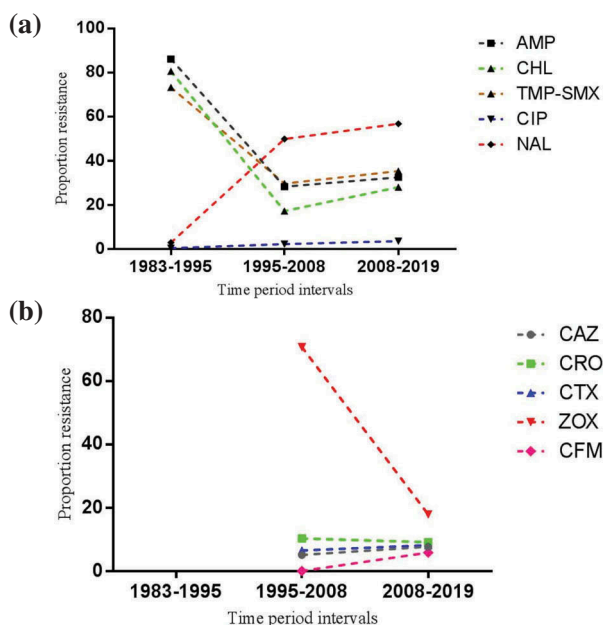 (a)
100
80
60
40
20
0
Proportion resistance
1983-1995
1995-2008
2008-2019
Time period intervals
AMP
CHL
TMP-SMX
CIP
NAL
(b)
80
60
40
20
0
Proportion resistance
1983-1995
1995-2008
2008-2019
Time period intervals
CAZ
CRO
CTX
ZOX
CFM